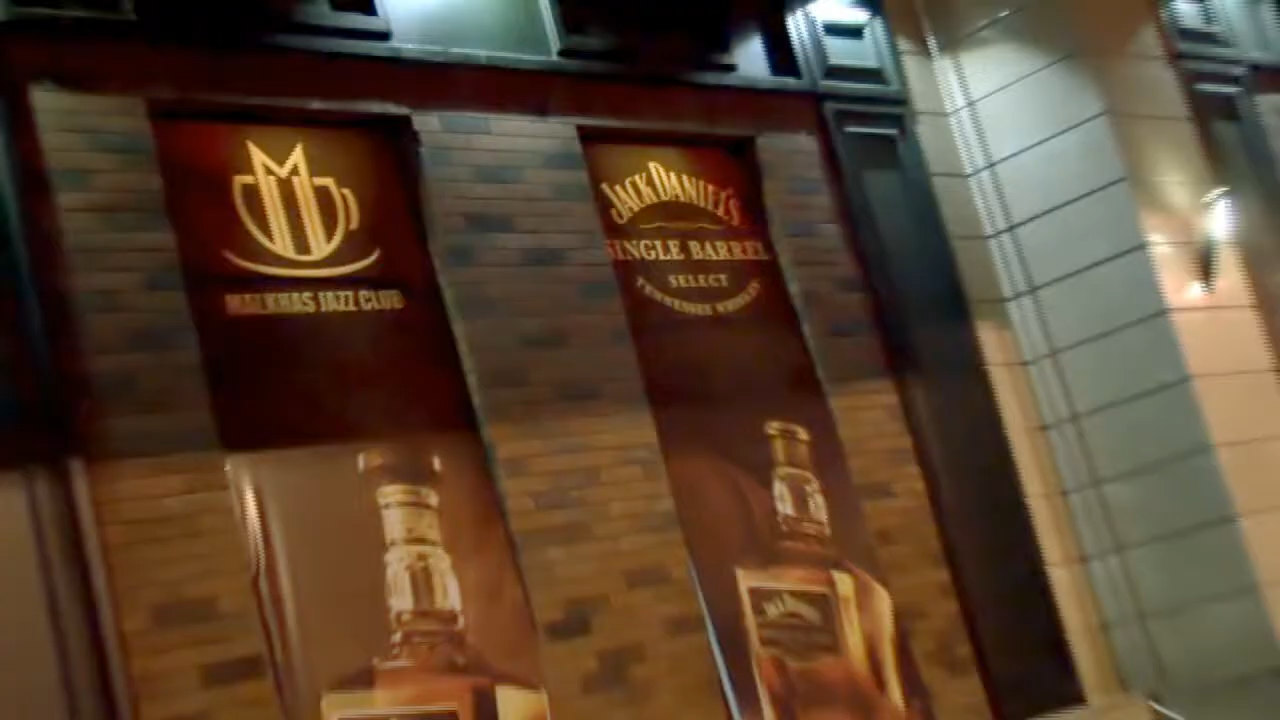 MALKHAS JAZZ CLUB
JACK DANIEL'S
SINGLE BARREL
SELECT
TENNESSEE WHISKEY